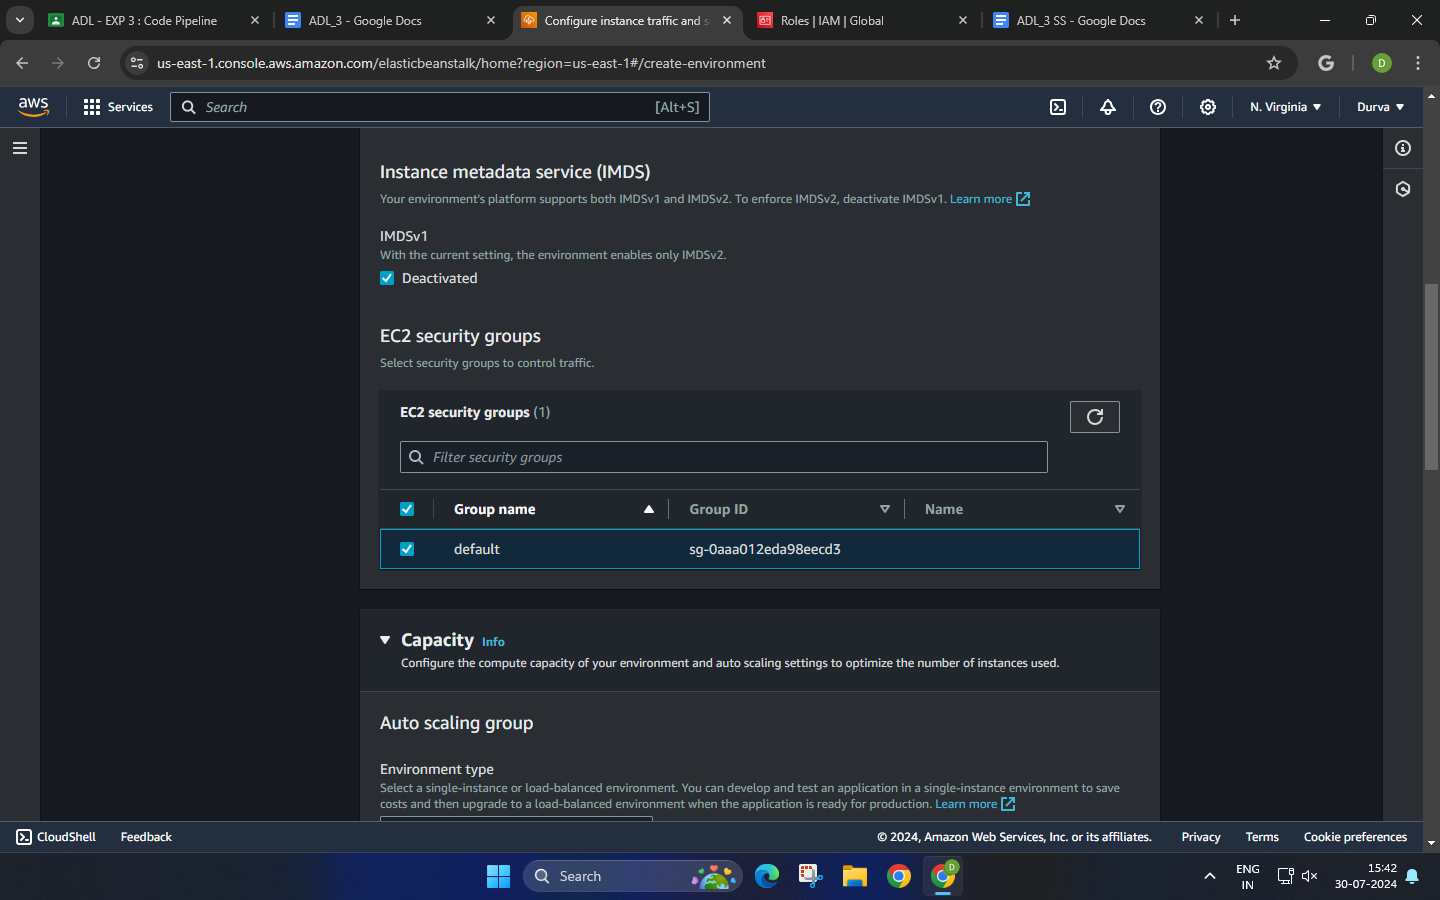 ADL - EXP 3 : Code Pipeline
ADL_3 - Google Docs
Configure instance traffic and s
Roles | IAM | Global
ADL_3 SS - Google Docs
us-east-1.console.aws.amazon.com/elasticbeanstalk/home?region=us-east-1#/create-environment
G
D
aws
Services
Search
[Alt+S]
N. Virginia
Durva
Instance metadata service (IMDS)
Your environment's platform supports both IMDSv1 and IMDSv2. To enforce IMDSv2, deactivate IMDSv1. Learn more
IMDSv1
With the current setting, the environment enables only IMDSv2.
Deactivated
EC2 security groups
Select security groups to control traffic.
EC2 security groups (1)
Filter security groups
Group name
Group ID
Name
default
sg-0aaa012eda98eecd3
Capacity Info
Configure the compute capacity of your environment and auto scaling settings to optimize the number of instances used.
Auto scaling group
Environment type
Select a single-instance or load-balanced environment. You can develop and test an application in a single-instance environment to save
costs and then upgrade to a load-balanced environment when the application is ready for production. Learn more
CloudShell
Feedback
© 2024, Amazon Web Services, Inc. or its affiliates.
Privacy
Terms
Cookie preferences
Search
D
ENG
IN
15:42
30-07-2024